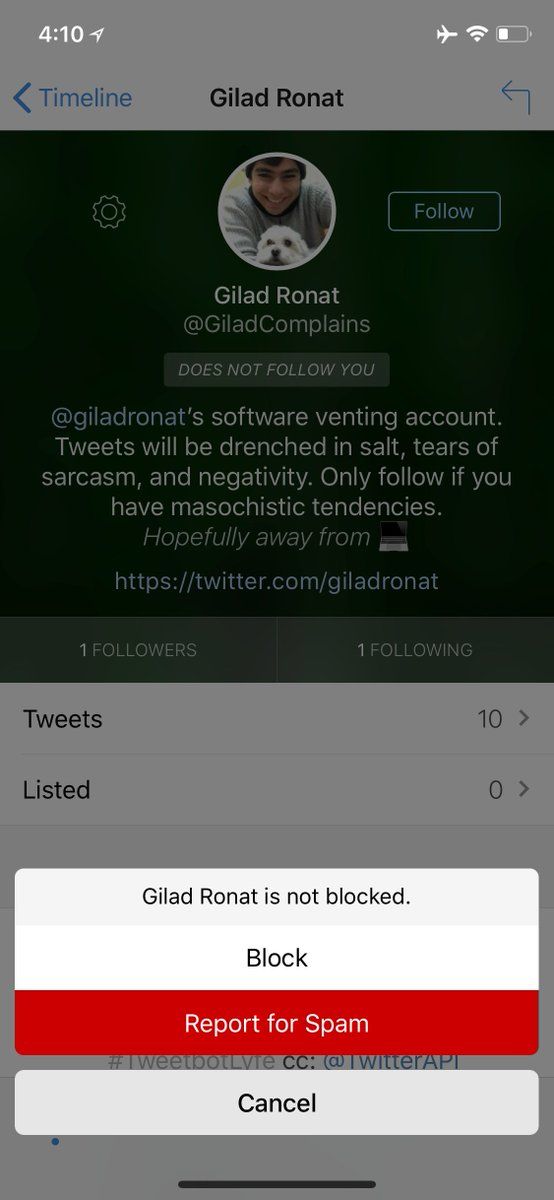 4:10
Timeline
Gilad Ronat
Follow
Gilad Ronat
@GiladComplains
DOES NOT FOLLOW YOU
@giladronat's software venting account.
Tweets will be drenched in salt, tears of
sarcasm, and negativity. Only follow if you
have masochistic tendencies.
Hopefully away from 💻
https://twitter.com/giladronat
1 FOLLOWERS
1 FOLLOWING
Tweets 10
Listed 0
Gilad Ronat is not blocked.
Block
Report for Spam
#TweetbotLyfe cc: @TwitterAPI
Cancel